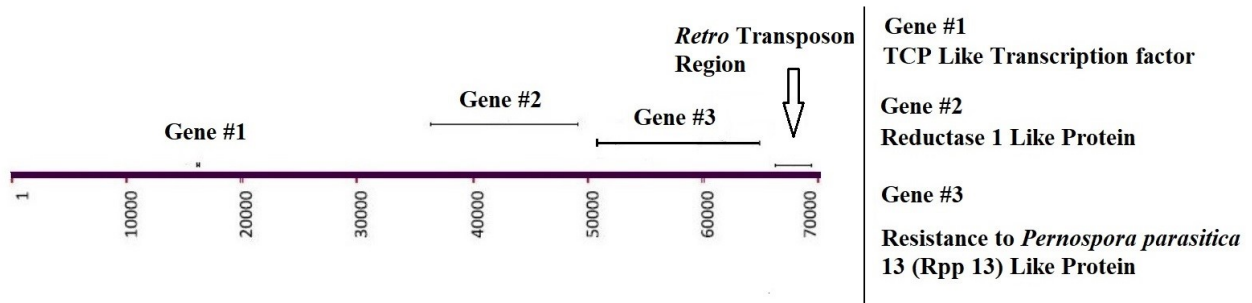 Retro Transposon
Region
Gene #1
Gene #2
Gene #3
1
10000
20000
30000
40000
50000
60000
70000
Gene #1
TCP Like Transcription factor
Gene #2
Reductase 1 Like Protein
Gene #3
Resistance to Pernospora parasitica
13 (Rpp 13) Like Protein